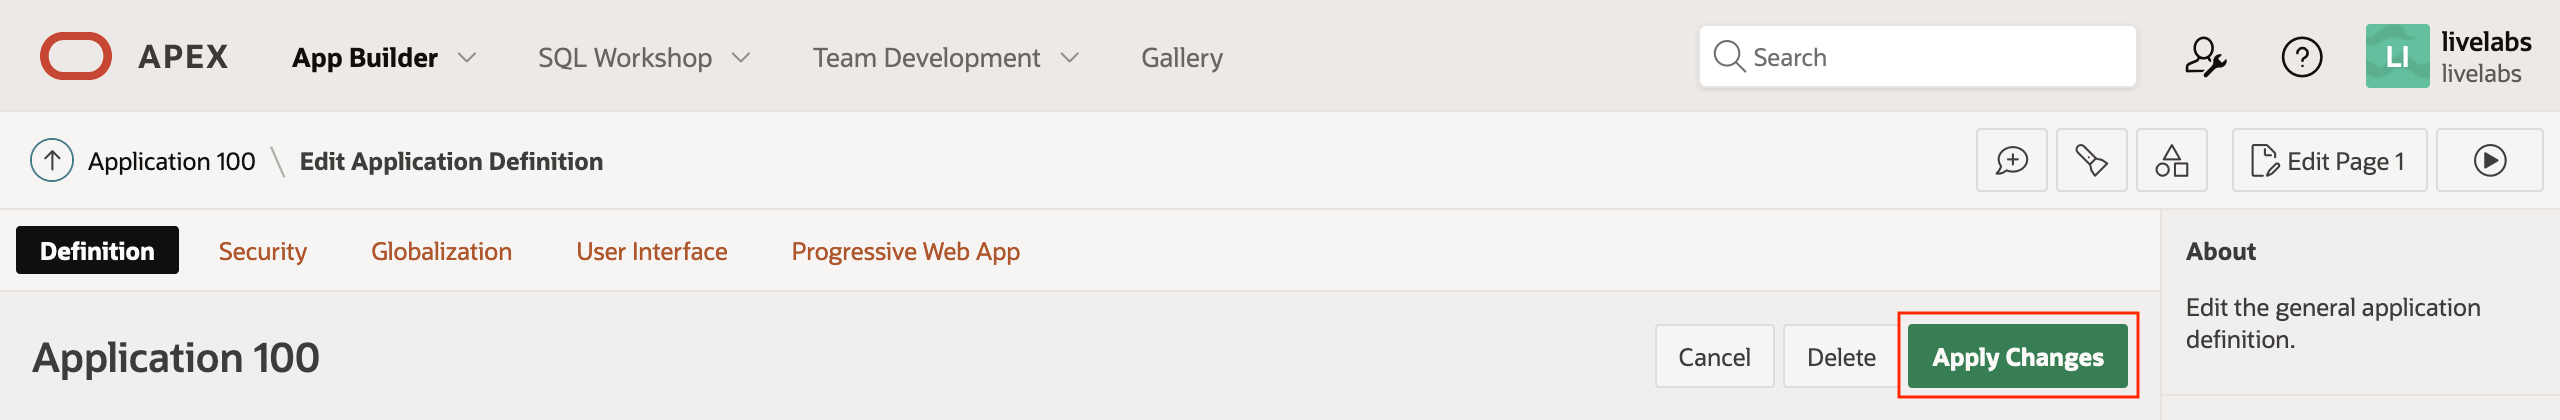 APEX App Builder SQL Workshop Team Development Gallery Search ? LI livelabs
livelabs
Application 100 \ Edit Application Definition Edit Page 1
Definition Security Globalization User Interface Progressive Web App
About
Edit the general application
definition.
Application 100 Cancel Delete Apply Changes